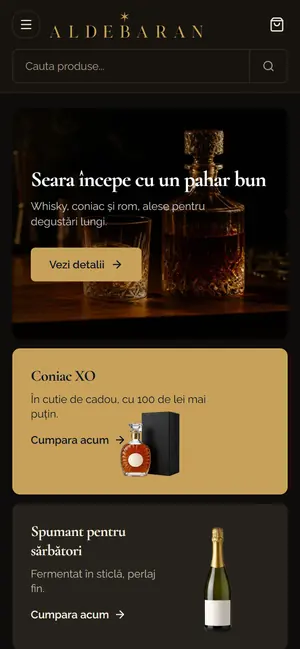 ALDEBARAN
Cauta produse...
Seara începe cu un pahar bun
Whisky, coniac și rom, alese pentru
degustări lungi.
Vezi detalii
Coniac XO
În cutie de cadou, cu 100 de lei mai
puțin.
Cumpara acum
Spumant pentru
sărbători
Fermentat în sticlă, perlaj
fin.
Cumpara acum